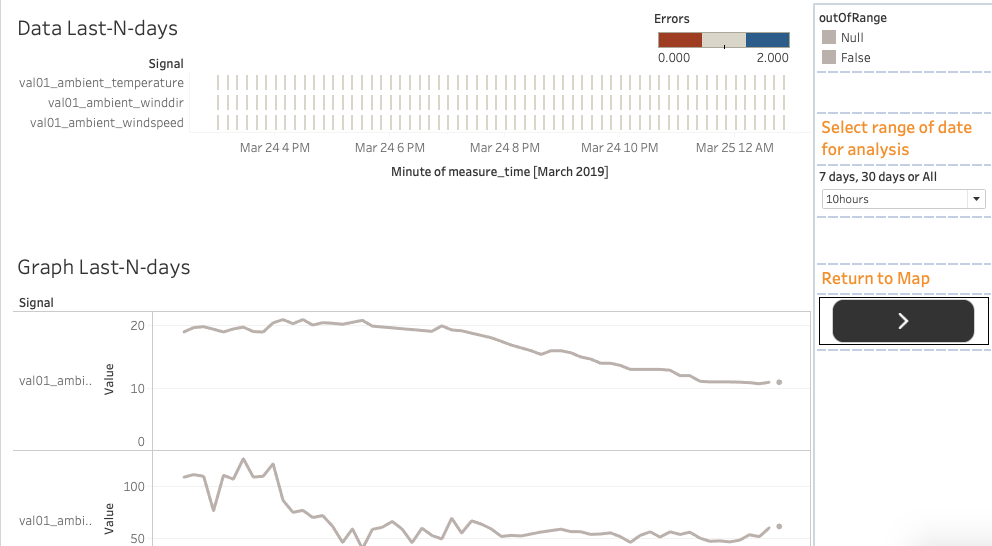 Data Last-N-days
Errors
0.000 2.000
Signal
val01_ambient_temperature
val01_ambient_winddir
val01_ambient_windspeed
Mar 24 4 PM Mar 24 6 PM Mar 24 8 PM Mar 24 10 PM Mar 25 12 AM
Minute of measure_time [March 2019]
Graph Last-N-days
Signal
20
val01_ambi..
Value
10
0
100
val01_ambi..
Value
50
outOfRange
Null
False
Select range of date
for analysis
7 days, 30 days or All
10hours
Return to Map